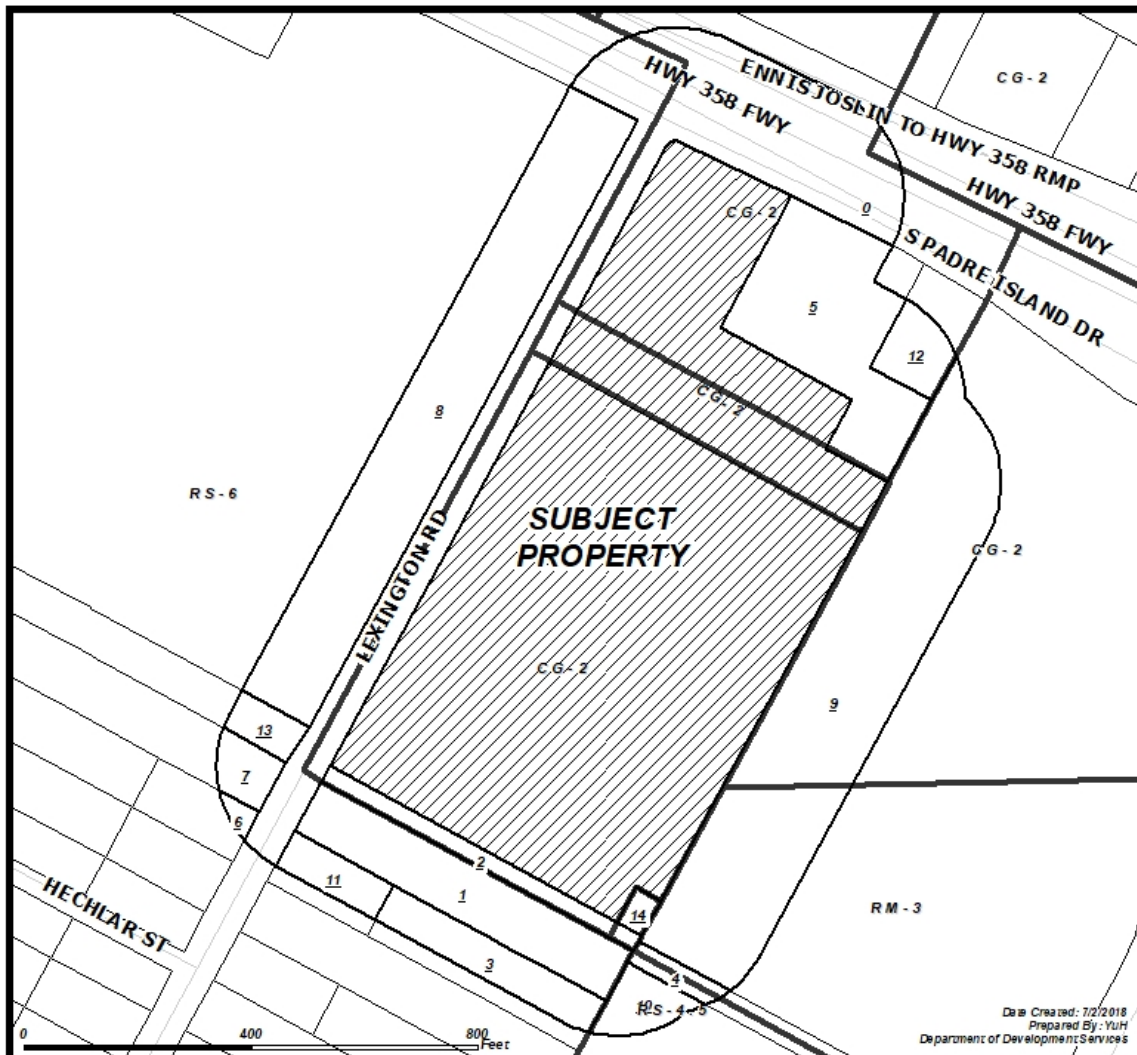 CG-2
ENNIS JOSLIN TO HWY 358 RMP
HWY 358 FWY
HWY 358 FWY
0
CG-2
S PADRE ISLAND DR
5
12
CG-2
8
RS-6
SUBJECT
PROPERTY
CG-2
LEXINGTON RD
CG-2
9
13
7
6
2
1
11
14
RM-3
HECHLAR ST
3
4
10
RS-4.5
Date Created: 7/2/2018
Prepared By: YuH
Department of Development Services
0 400 800
Feet